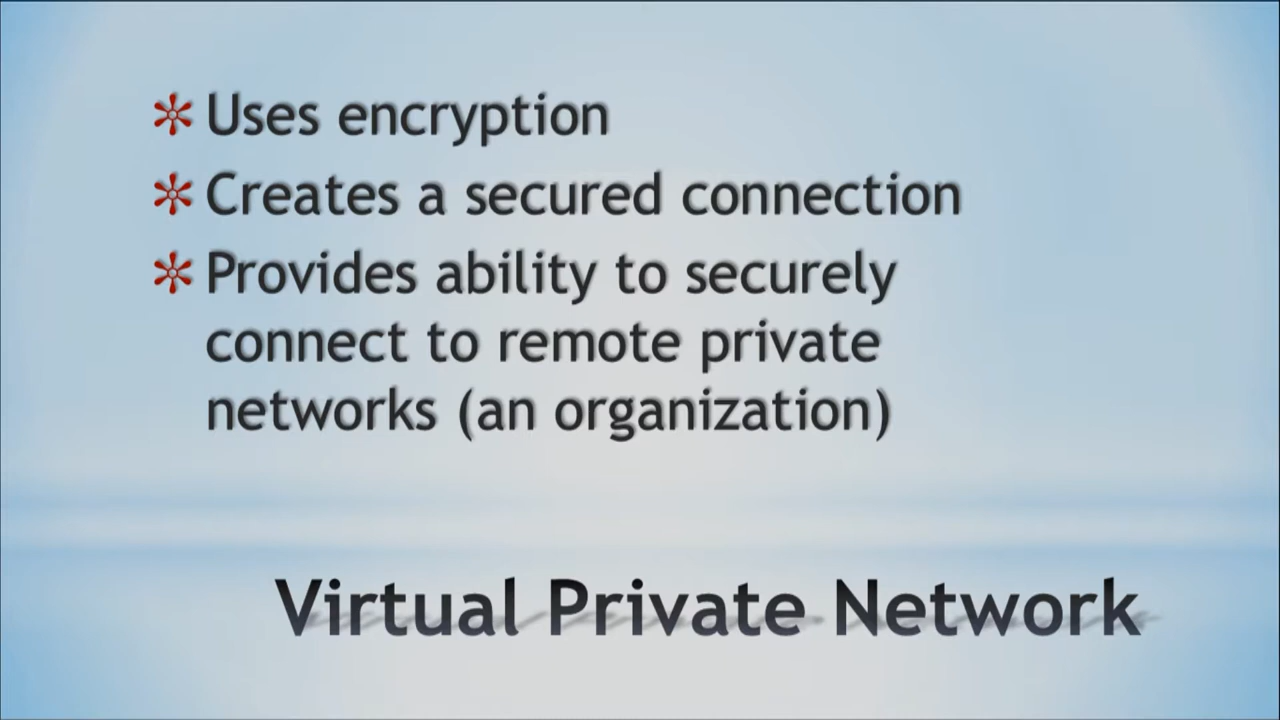 Uses encryption
Creates a secured connection
Provides ability to securely
connect to remote private
networks (an organization)
Virtual Private Network